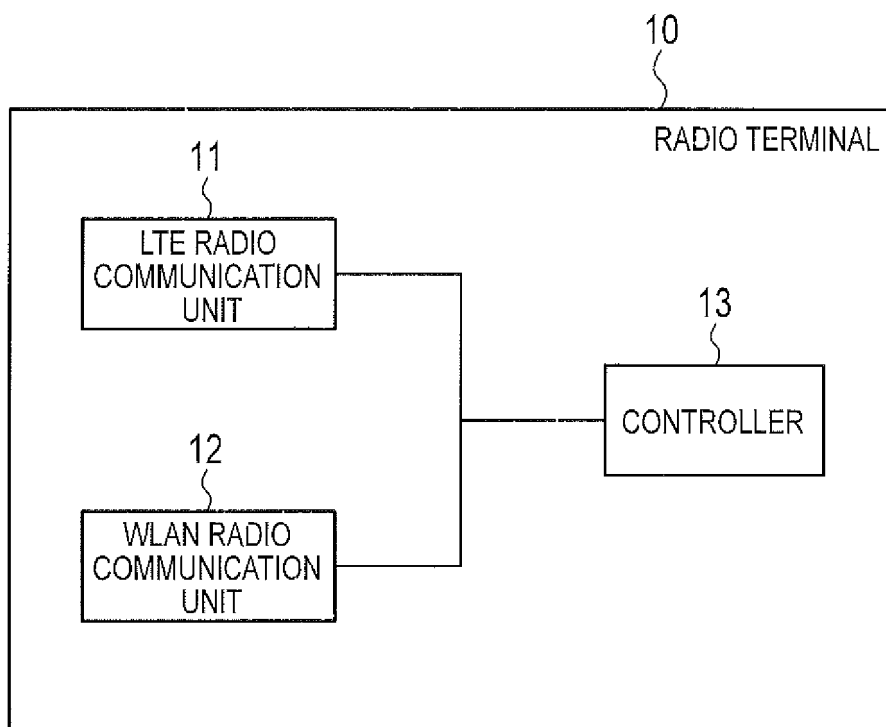 10
RADIO TERMINAL
11
LTE RADIO
COMMUNICATION
UNIT
13
CONTROLLER
12
WLAN RADIO
COMMUNICATION
UNIT